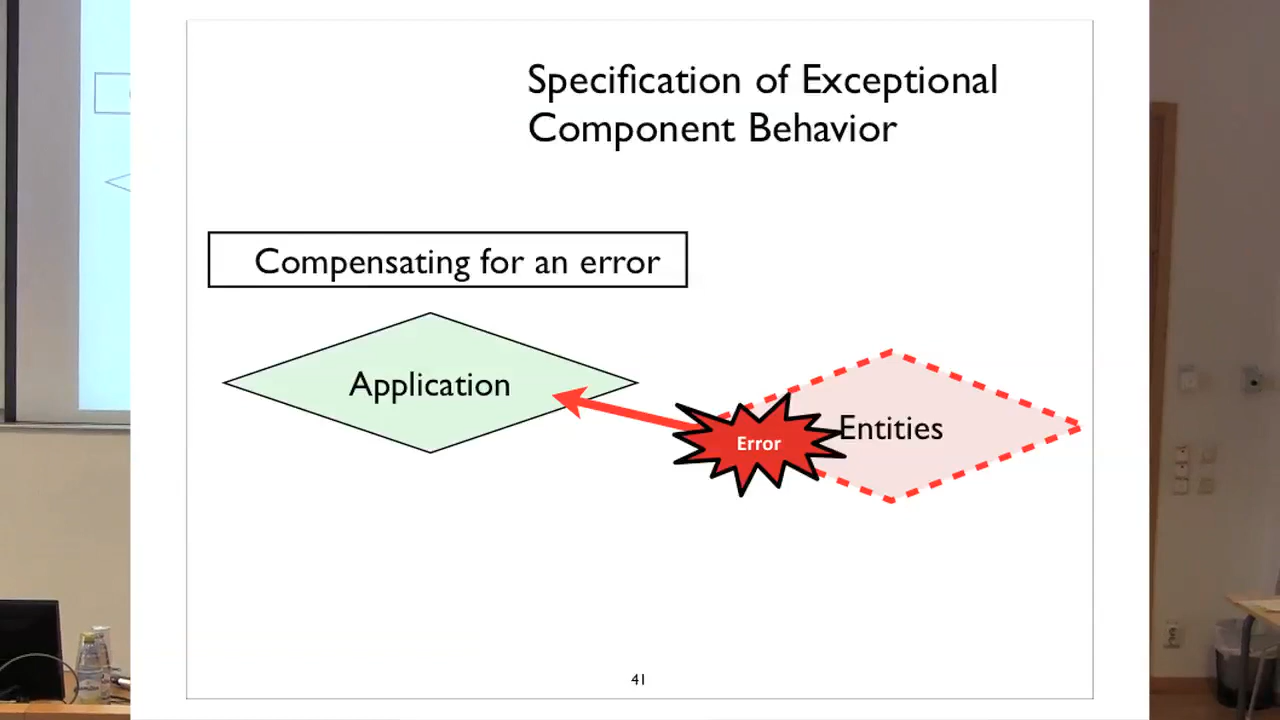 Specification of Exceptional
Component Behavior
Compensating for an error
Application
Error
Entities
41